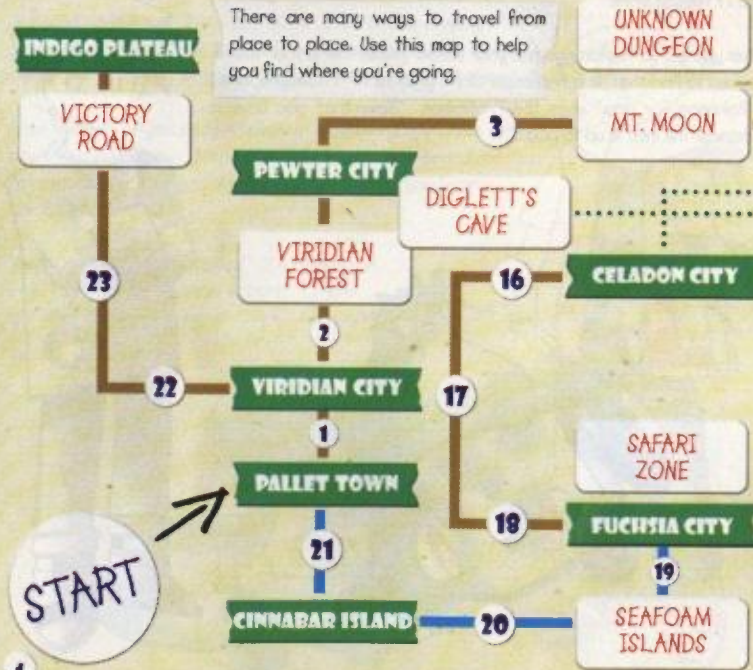 There are many ways to travel from
place to place. Use this map to help
you find where you're going.
UNKNOWN
DUNGEON
INDIGO PLATEAU
VICTORY
ROAD
3
MT. MOON
PEWTER CITY
DIGLETT'S
CAVE
VIRIDIAN
FOREST
23
16
CELADON CITY
2
22
VIRIDIAN CITY
17
1
SAFARI
ZONE
PALLET TOWN
18
FUCHSIA CITY
21
19
START
CINNABAR ISLAND
20
SEAFOAM
ISLANDS